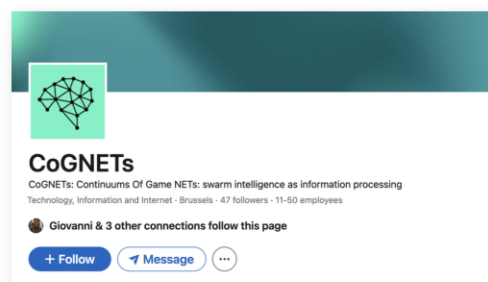 CoGNETs
CoGNETs: Continuums Of Game NETs: swarm intelligence as information processing
Technology, Information and Internet · Brussels · 47 followers · 11-50 employees
Giovanni & 3 other connections follow this page
+ Follow
Message